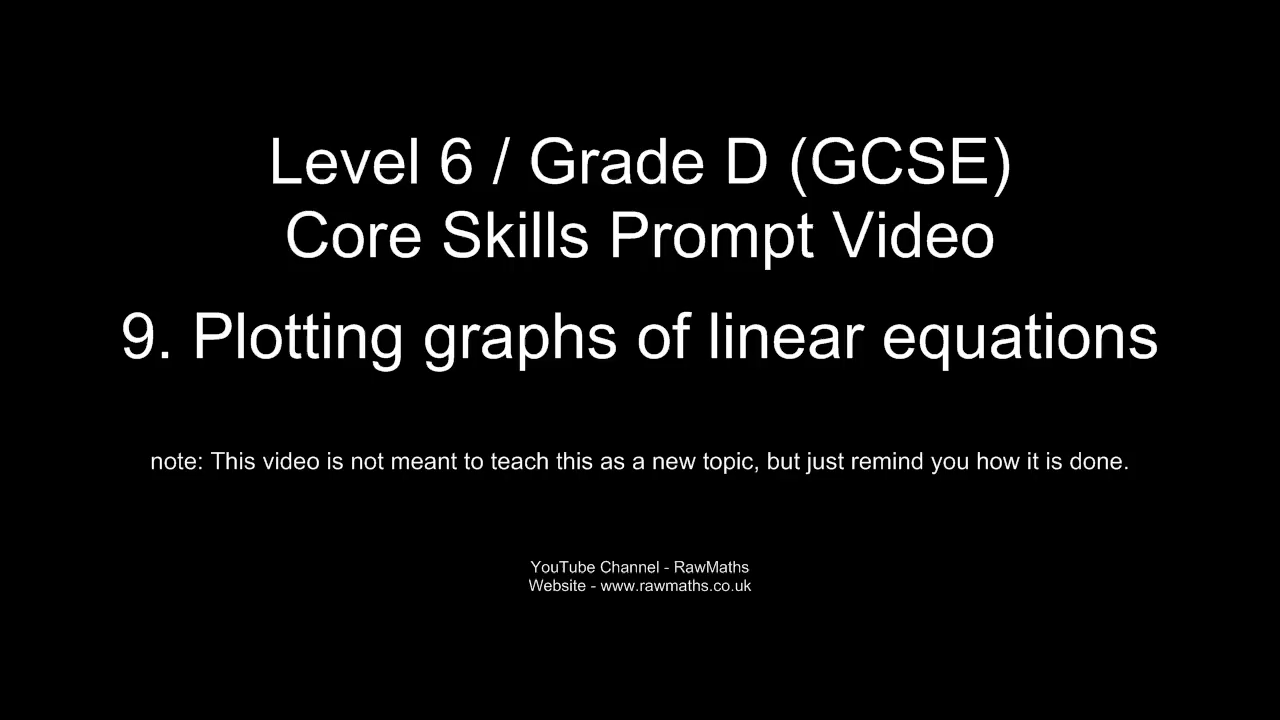 Level 6 / Grade D (GCSE)
Core Skills Prompt Video
9. Plotting graphs of linear equations
note: This video is not meant to teach this as a new topic, but just remind you how it is done.
YouTube Channel - RawMaths
Website - www.rawmaths.co.uk